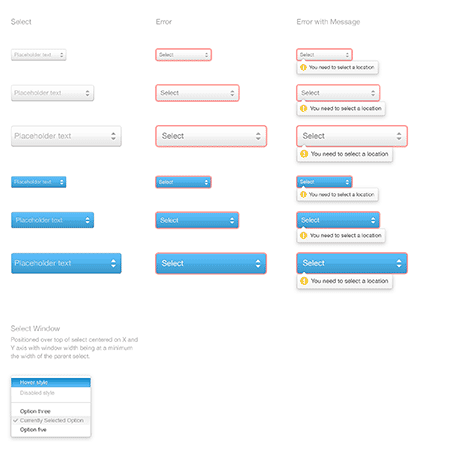 Select
Error
Error with Message
Placeholder text
Select
Select
You need to select a location
Placeholder text
Select
Select
You need to select a location
Placeholder text
Select
Select
You need to select a location
Placeholder text
Select
Select
You need to select a location
Placeholder text
Select
Select
You need to select a location
Placeholder text
Select
Select
You need to select a location
Select Window
Positioned over top of select centered on X and
Y axis with window width being at a minimum
the width of the parent select.
Hover style
Disabled style
Option three
Currently Selected Option
Option five